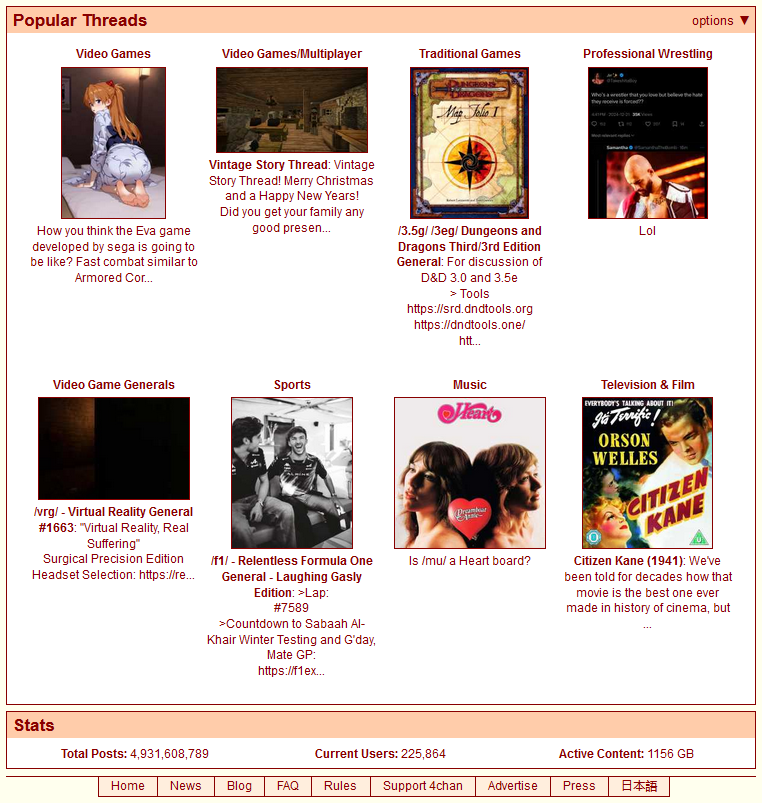 Popular Threads
options ▼
Video Games
Video Games/Multiplayer
Traditional Games
Professional Wrestling
DUNGEONS
DRAGONS
Map Folio I
Who's a wrestler that you love but believe the hate
they receive is forced??
Samantha
How you think the Eva game
developed by sega is going to
be like? Fast combat similar to
Armored Cor...
Vintage Story Thread: Vintage
Story Thread! Merry Christmas
and a Happy New Years!
Did you get your family any
good presen...
/3.5g/ /3eg/ Dungeons and
Dragons Third/3rd Edition
General: For discussion of
D&D 3.0 and 3.5e
> Tools
https://srd.dndtools.org
https://dndtools.one/
htt...
Lol
Video Game Generals
Sports
Music
Television & Film
Heart
Dreamboat
Annie
EVERYBODY'S TALKING ABOUT IT!
It's Terrific!
ORSON
WELLES
CITIZEN
KANE
U
/vrg/ - Virtual Reality General
#1663: "Virtual Reality, Real
Suffering"
Surgical Precision Edition
Headset Selection: https://re...
/f1/ - Relentless Formula One
General - Laughing Gasly
Edition: >Lap:
#7589
>Countdown to Sabaah Al-
Khair Winter Testing and G'day,
Mate GP:
https://f1ex...
Is /mu/ a Heart board?
Citizen Kane (1941): We've
been told for decades how that
movie is the best one ever
made in history of cinema, but
...
Stats
Total Posts: 4,931,608,789
Current Users: 225,864
Active Content: 1156 GB
Home
News
Blog
FAQ
Rules
Support 4chan
Advertise
Press
日本語